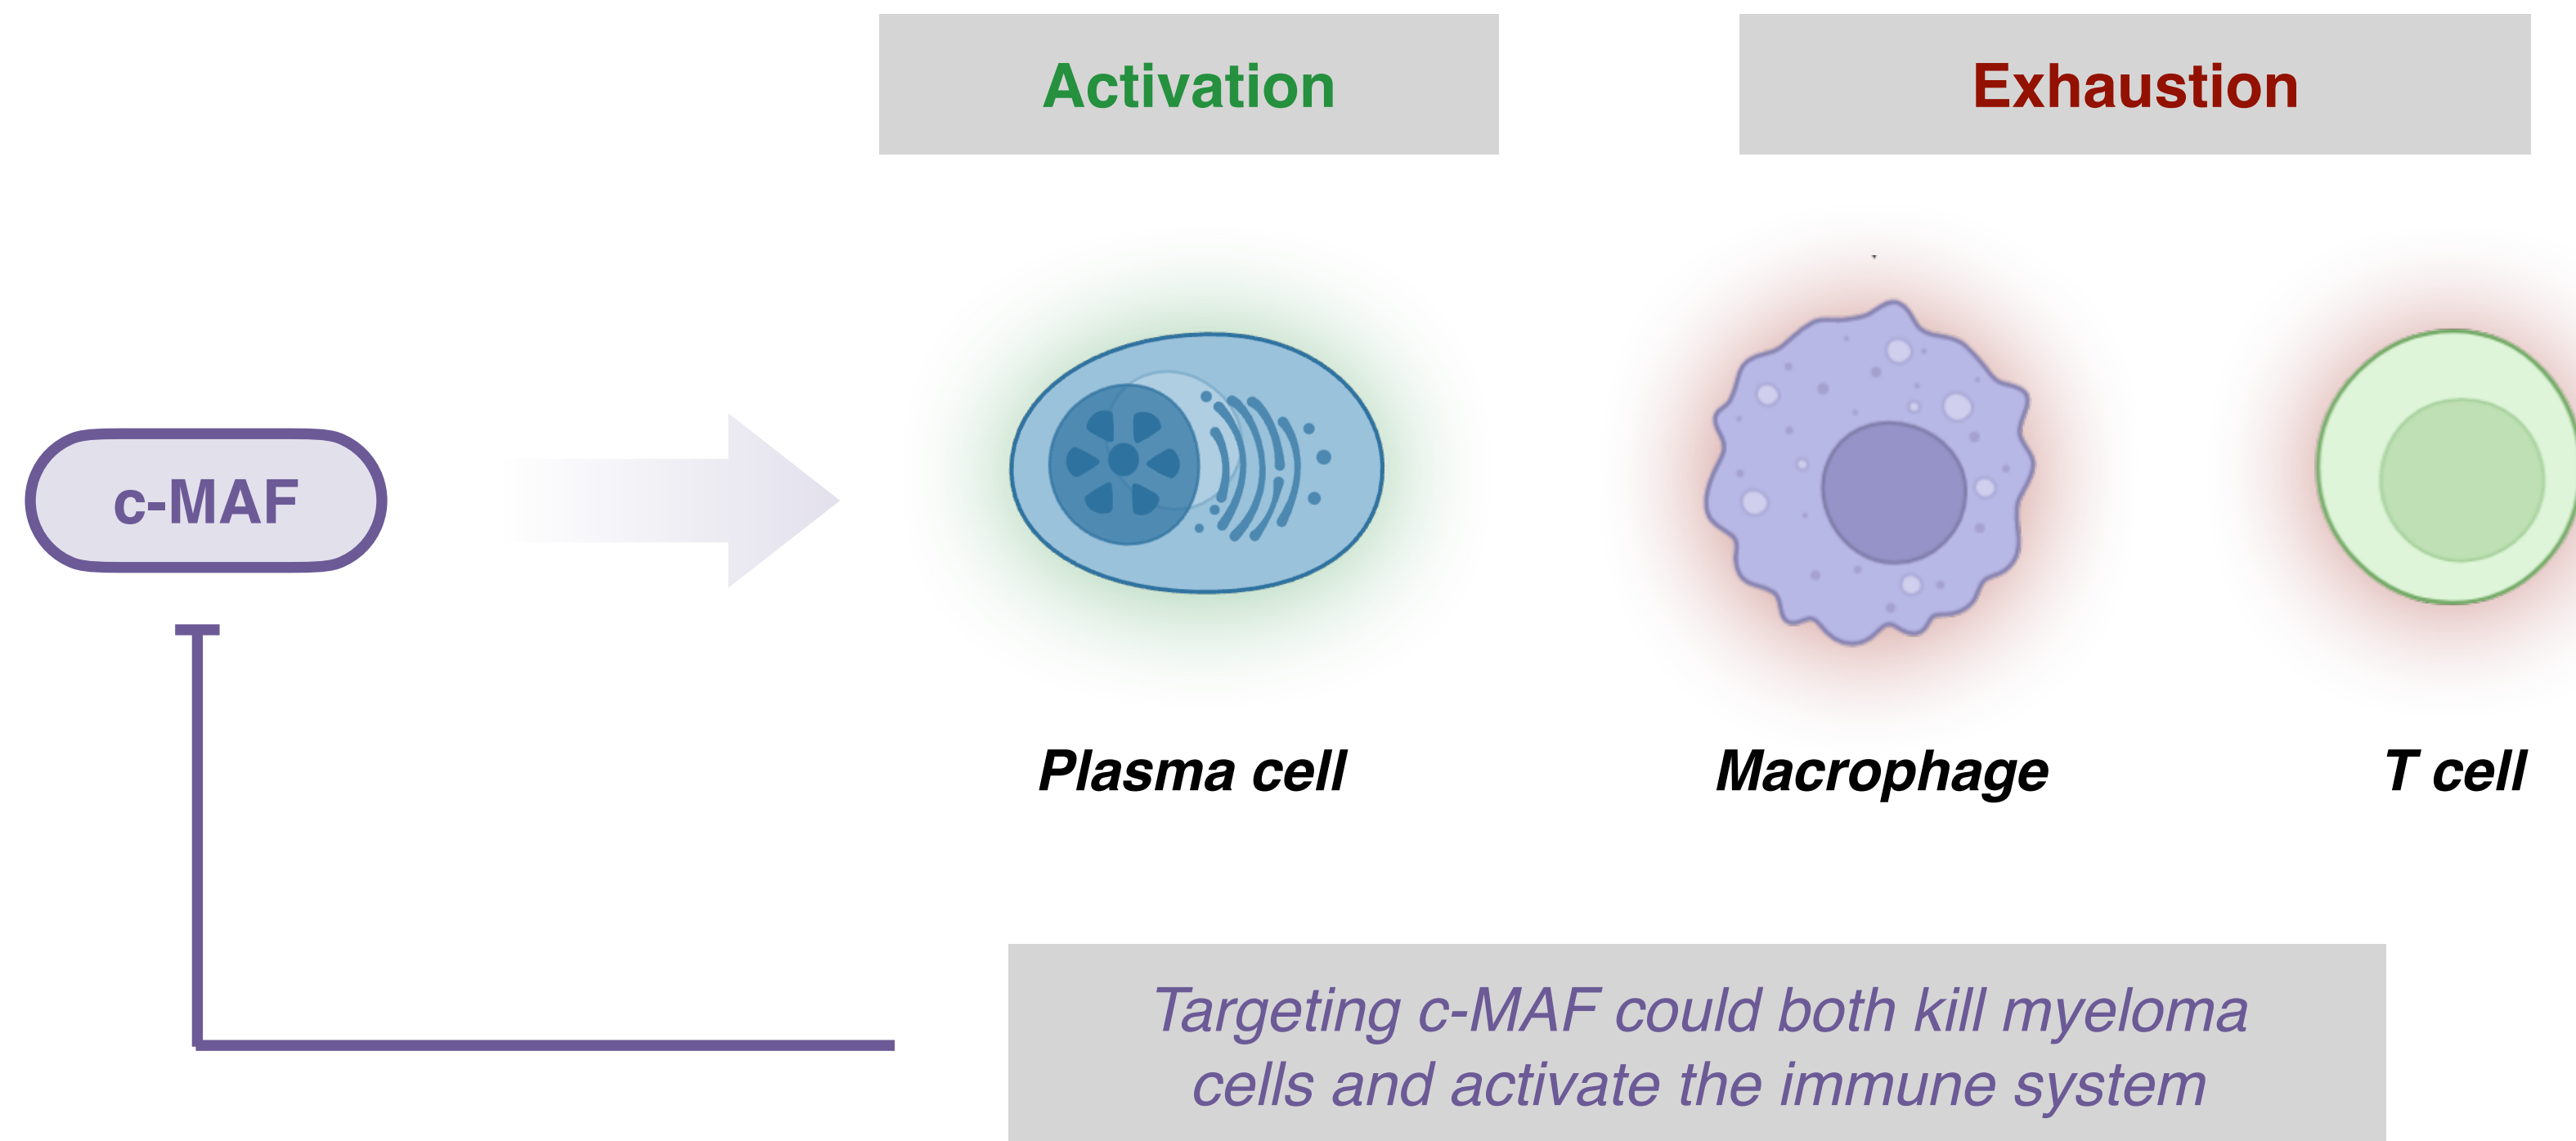 Activation
Exhaustion
c-MAF
Plasma cell
Macrophage
T cell
Targeting c-MAF could both kill myeloma
cells and activate the immune system